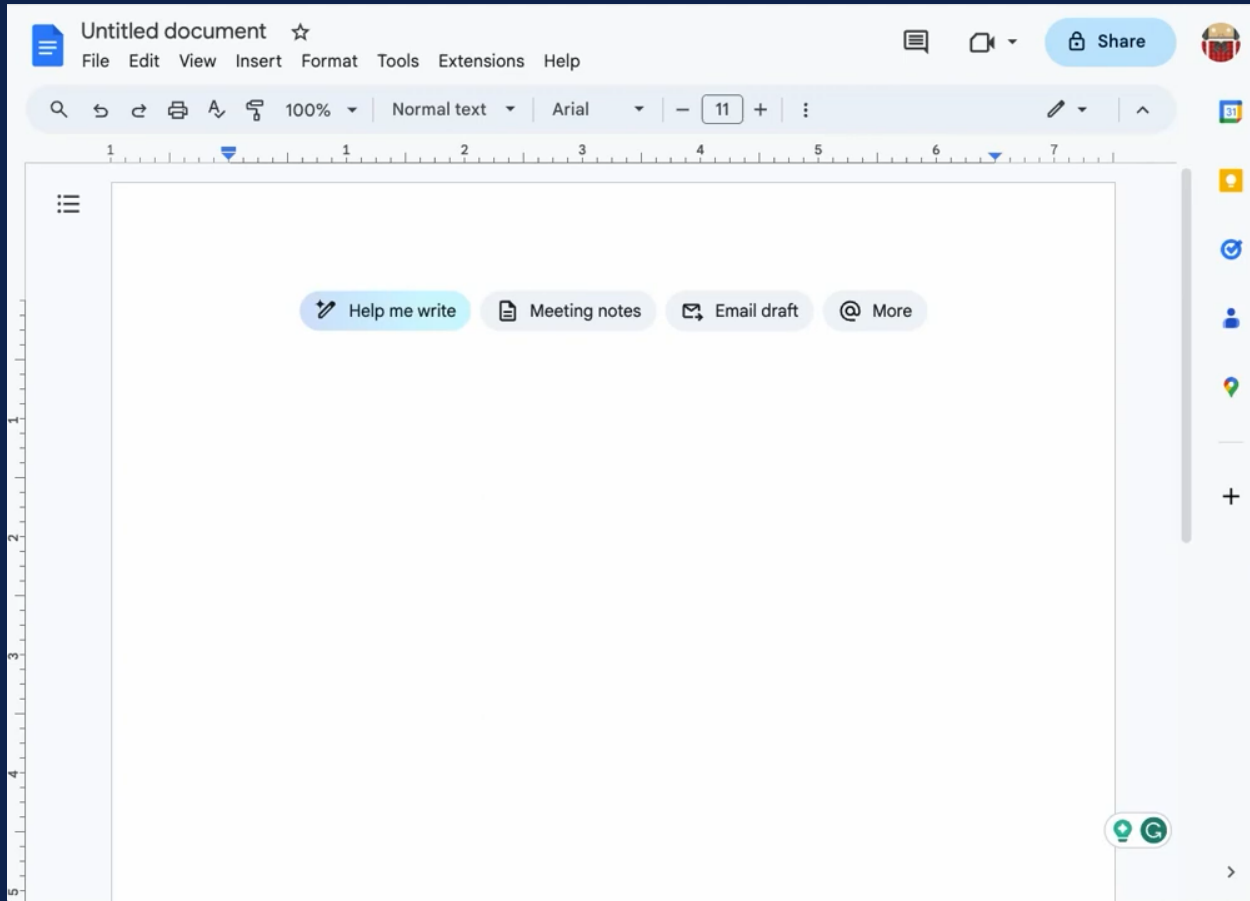 Untitled document
File Edit View Insert Format Tools Extensions Help
Share
100% Normal text Arial 11
1 1 2 3 4 5 6 7
31
Help me write Meeting notes Email draft More
1
2
3
4
5